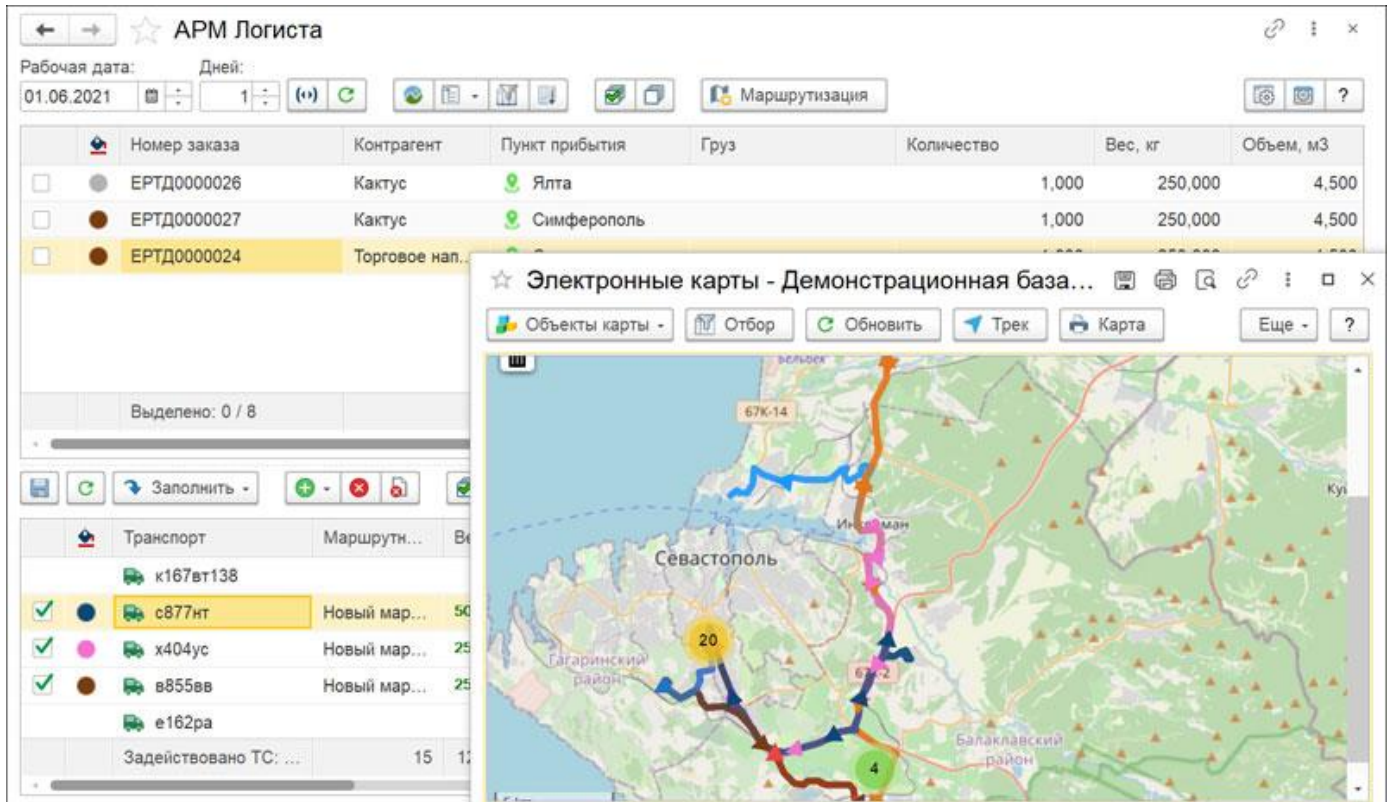 АРМ Логиста
Рабочая дата: Дней:
01.06.2021 1 Маршрутизация ?
Номер заказа Контрагент Пункт прибытия Груз Количество Вес, кг Объем, м3
ЕРТД0000026 Кактус Ялта 1,000 250,000 4,500
ЕРТД0000027 Кактус Симферополь 1,000 250,000 4,500
ЕРТД0000024 Торговое нап...
Выделено: 0 / 8
Заполнить
Транспорт Маршрутн...
к167вт138
с877нт Новый мар...
х404ус Новый мар...
в855вв Новый мар...
е162ра
Задействовано ТС: ... 15
Электронные карты - Демонстрационная база...
Объекты карты Отбор Обновить Трек Карта Еще ?
67К-14
Севастополь
20
Гагаринский
район
Балаклавский
район
4